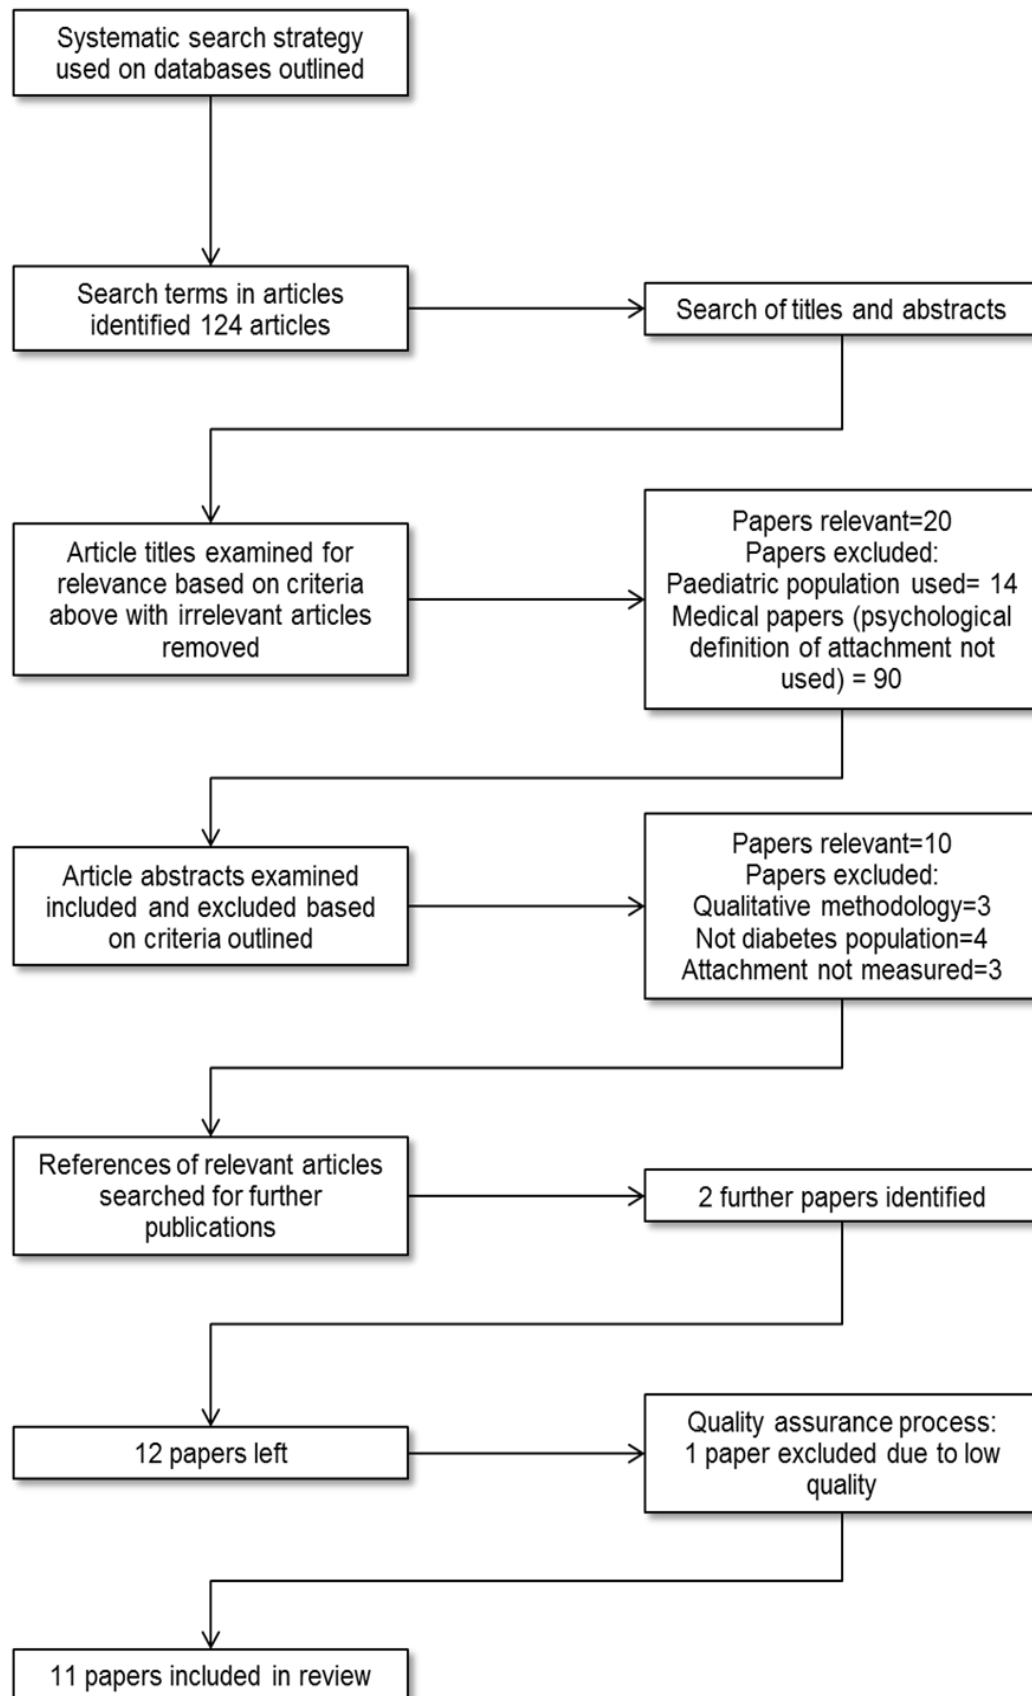 Systematic search strategy
used on databases outlined
Search terms in articles
identified 124 articles
Search of titles and abstracts
Article titles examined for
relevance based on criteria
above with irrelevant articles
removed
Papers relevant=20
Papers excluded:
Paediatric population used= 14
Medical papers (psychological
definition of attachment not
used) = 90
Article abstracts examined
included and excluded based
on criteria outlined
Papers relevant=10
Papers excluded:
Qualitative methodology=3
Not diabetes population=4
Attachment not measured=3
References of relevant articles
searched for further
publications
2 further papers identified
12 papers left
Quality assurance process:
1 paper excluded due to low
quality
11 papers included in review